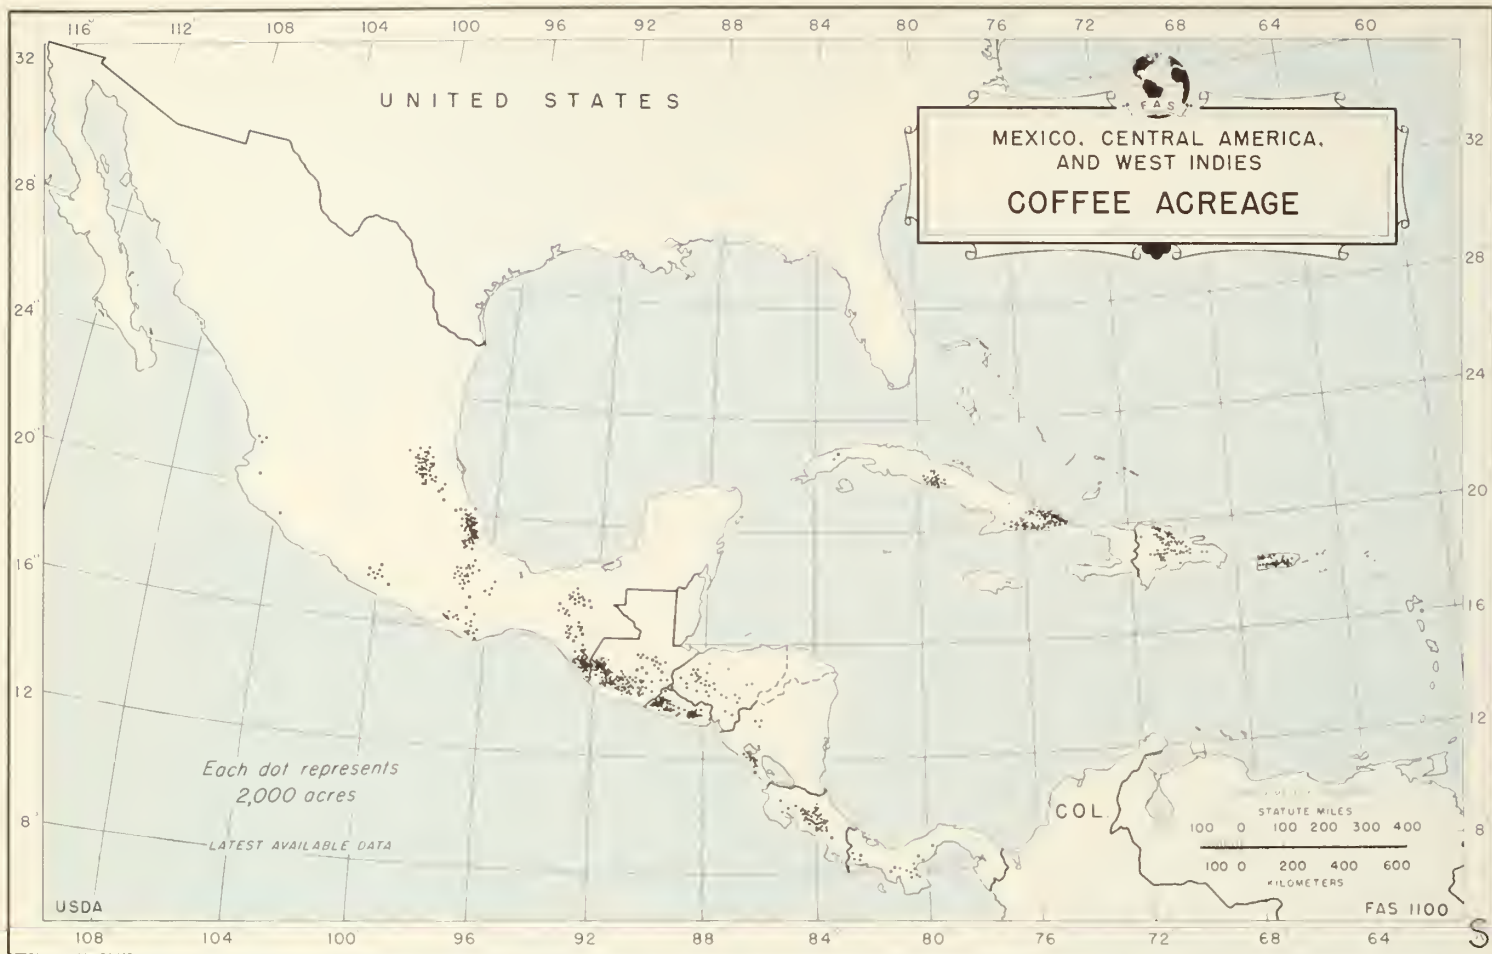 116° 112 108 104 100 96 92 88 84 80 76 72 68 64 60
32
UNITED STATES
FAS
MEXICO, CENTRAL AMERICA,
AND WEST INDIES
COFFEE ACREAGE
32
28
28
24
24
20
20
16
16
12
12
Each dot represents
2,000 acres
LATEST AVAILABLE DATA
8
COL.
STATUTE MILES
100 0 100 200 300 400
100 0 200 400 600
KILOMETERS
8
USDA
FAS 1100
S
108 104 100 96 92 88 84 80 76 72 68 64